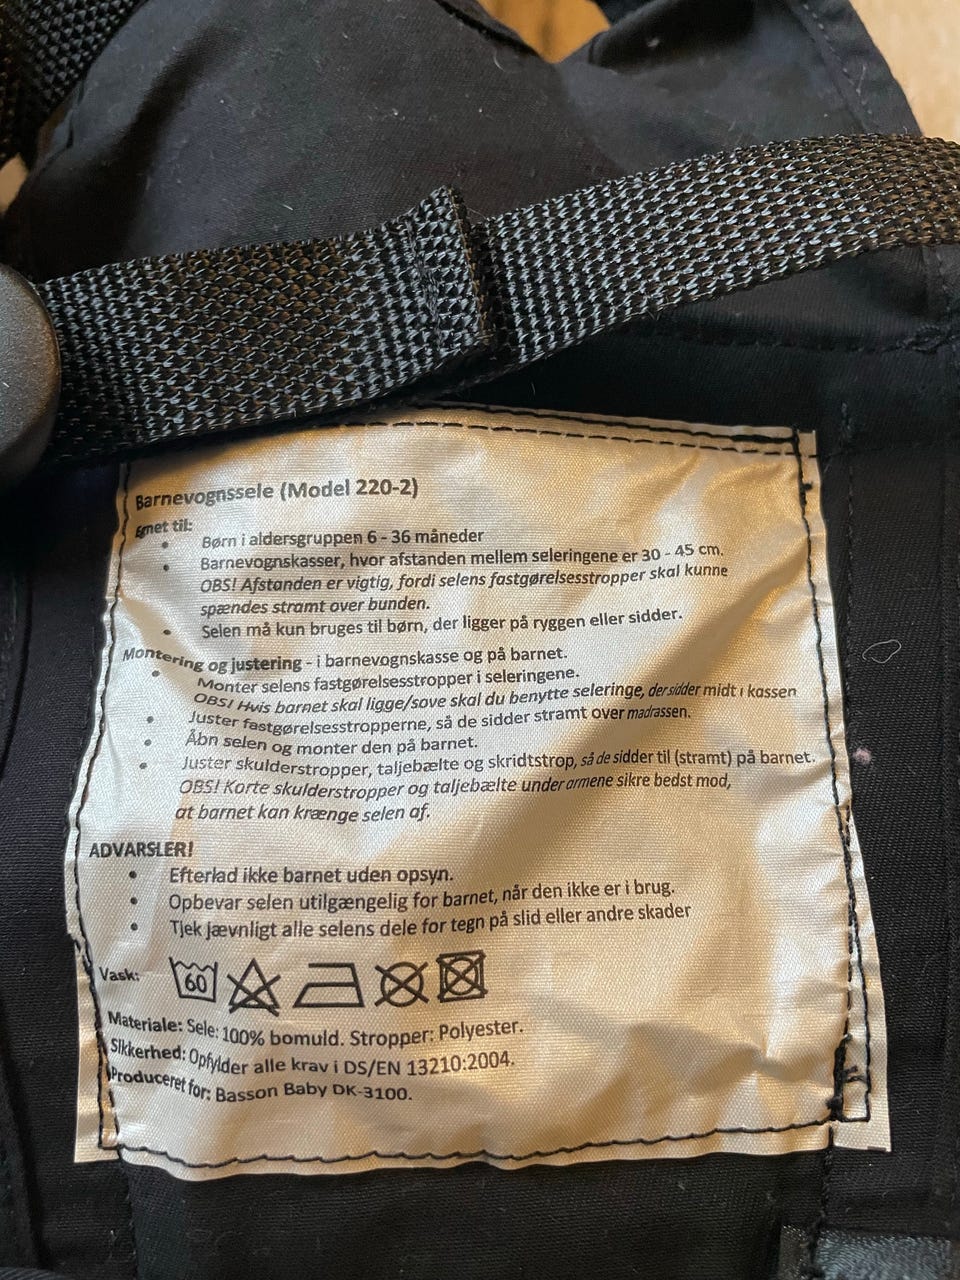 Barnevognssele (Model 220-2)
Egnet til:
• Børn i aldersgruppen 6 - 36 måneder
• Barnevognskasser, hvor afstanden mellem seleringene er 30 - 45 cm.
OBS! Afstanden er vigtig, fordi selens fastgørelsesstropper skal kunne
spændes stramt over bunden.
• Selen må kun bruges til børn, der ligger på ryggen eller sidder.
Montering og justering - i barnevognskasse og på barnet.
• Monter selens fastgørelsesstropper i seleringene.
OBS! Hvis barnet skal ligge/sove skal du benytte seleringe, der sidder midt i kassen
• Juster fastgørelsesstropperne, så de sidder stramt over madrassen.
• Åbn selen og monter den på barnet.
• Juster skulderstropper, taljebælte og skridtstrop, så de sidder til (stramt) på barnet.
OBS! Korte skulderstropper og taljebælte under armene sikre bedst mod,
at barnet kan krænge selen af.
ADVARSLER!
• Efterlad ikke barnet uden opsyn.
• Opbevar selen utilgængelig for barnet, når den ikke er i brug.
• Tjek jævnligt alle selens dele for tegn på slid eller andre skader
Vask: 60
Materiale: Sele: 100% bomuld. Stropper: Polyester.
Sikkerhed: Opfylder alle krav i DS/EN 13210:2004.
Produceret for: Basson Baby DK-3100.